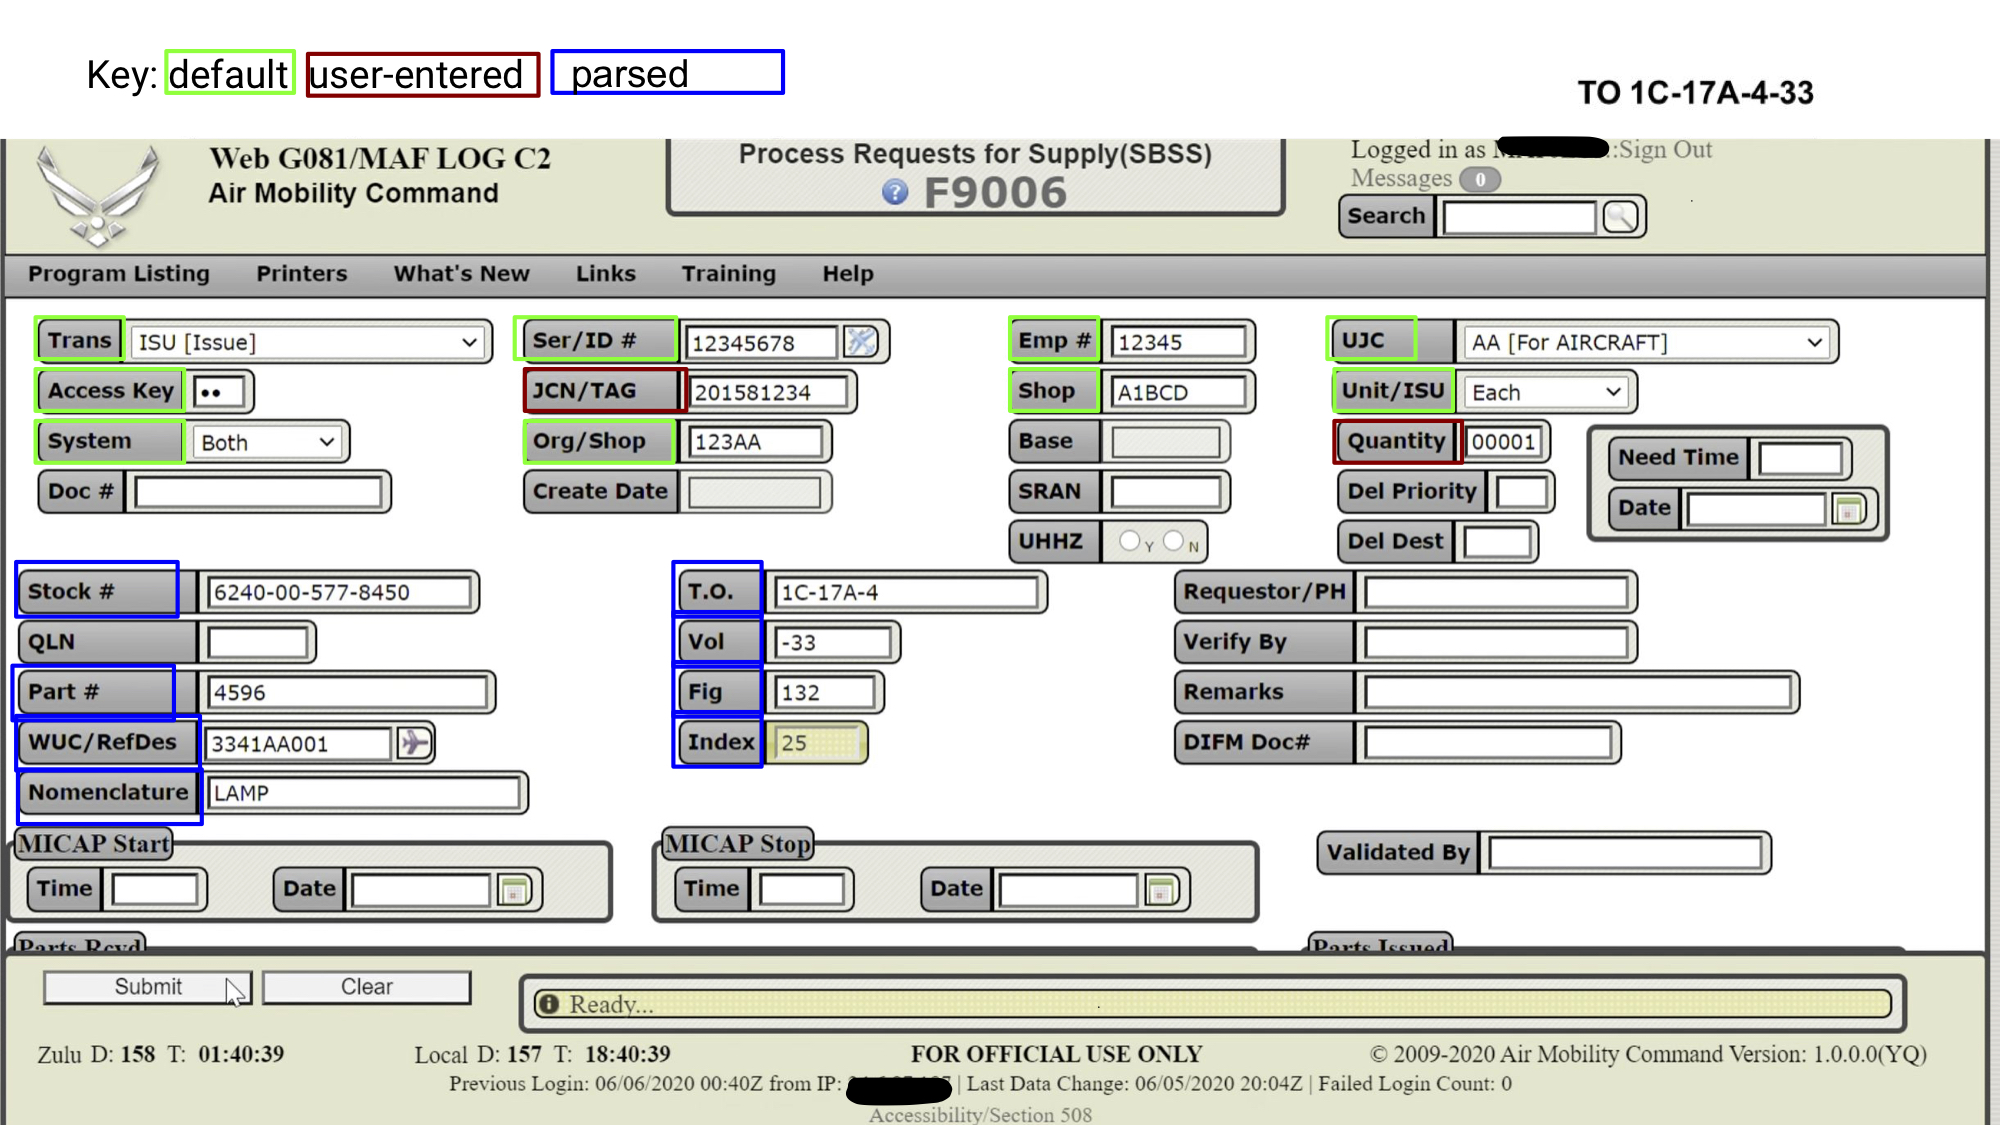 Key: default user-entered parsed
TO 1C-17A-4-33
Web G081/MAF LOG C2
Air Mobility Command
Process Requests for Supply(SBSS)
? F9006
Logged in as :Sign Out
Messages 0
Search
Program Listing Printers What's New Links Training Help
Trans ISU [Issue] Ser/ID # 12345678 Emp # 12345 UJC AA [For AIRCRAFT]
Access Key •• JCN/TAG 201581234 Shop A1BCD Unit/ISU Each
System Both Org/Shop 123AA Base Quantity 00001 Need Time
Doc # Create Date SRAN Del Priority Date
UHHZ Y N Del Dest
Stock # 6240-00-577-8450 T.O. 1C-17A-4 Requestor/PH
QLN Vol -33 Verify By
Part # 4596 Fig 132 Remarks
WUC/RefDes 3341AA001 Index 25 DIFM Doc#
Nomenclature LAMP
MICAP Start MICAP Stop Validated By
Time Date Time Date
Parts Rcvd Parts Issued
Submit Clear Ready...
Zulu D: 158 T: 01:40:39 Local D: 157 T: 18:40:39 FOR OFFICIAL USE ONLY © 2009-2020 Air Mobility Command Version: 1.0.0.0(YQ)
Previous Login: 06/06/2020 00:40Z from IP: | Last Data Change: 06/05/2020 20:04Z | Failed Login Count: 0
Accessibility/Section 508